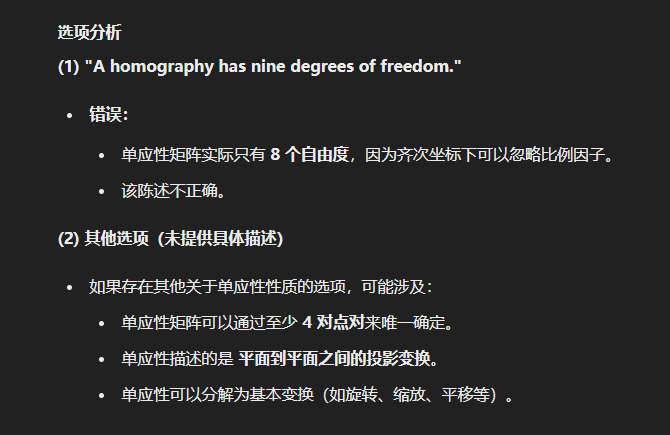 选项分析
(1) "A homography has nine degrees of freedom."
• 错误：
• 单应性矩阵实际只有 8 个自由度，因为齐次坐标下可以忽略比例因子。
• 该陈述不正确。
(2) 其他选项（未提供具体描述）
• 如果存在其他关于单应性性质的选项，可能涉及：
• 单应性矩阵可以通过至少 4 对点对来唯一确定。
• 单应性描述的是 平面到平面之间的投影变换。
• 单应性可以分解为基本变换（如旋转、缩放、平移等）。